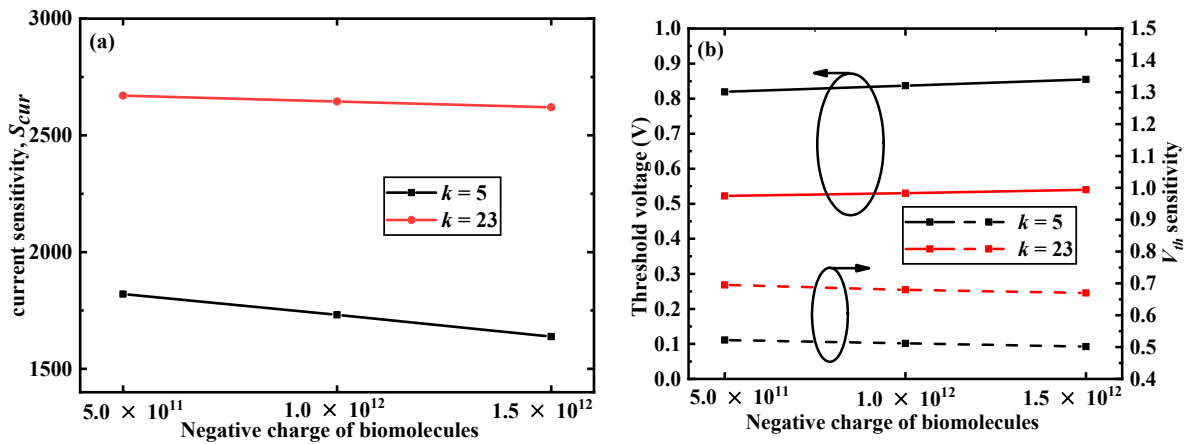 (a)
3000
2500
2000
1500
current sensitivity, Scur
k = 5
k = 23
5.0 × 10¹¹
1.0 × 10¹²
1.5 × 10¹²
Negative charge of biomolecules
(b)
1.0
0.9
0.8
0.7
0.6
0.5
0.4
0.3
0.2
0.1
0.0
Threshold voltage (V)
k = 5
k = 23
1.5
1.4
1.3
1.2
1.1
1.0
0.9
0.8
0.7
0.6
0.5
0.4
Vth sensitivity
5.0 × 10¹¹
1.0 × 10¹²
1.5 × 10¹²
Negative charge of biomolecules